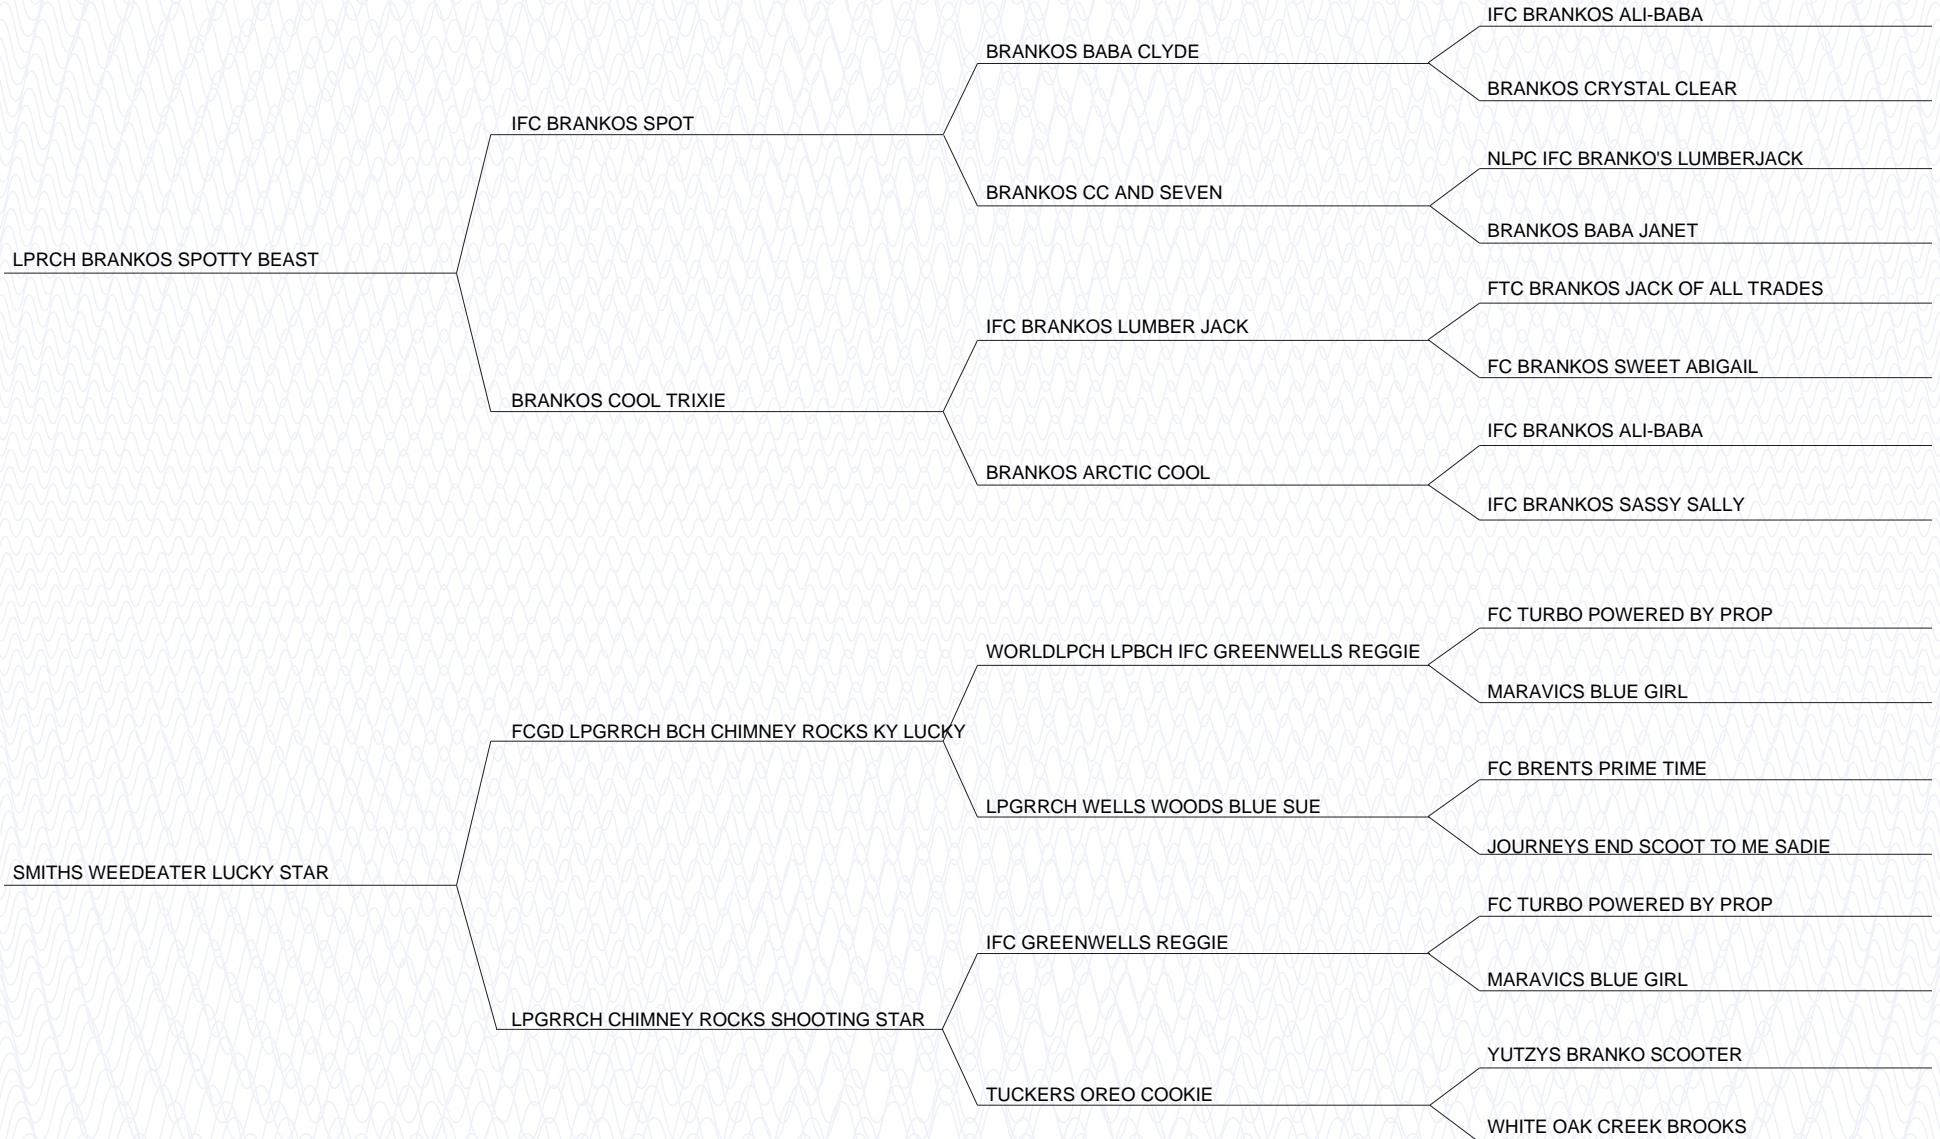 IFC BRANKOS ALI-BABA
BRANKOS BABA CLYDE
BRANKOS CRYSTAL CLEAR
IFC BRANKOS SPOT
NLPC IFC BRANKO'S LUMBERJACK
BRANKOS CC AND SEVEN
BRANKOS BABA JANET
LPRCH BRANKOS SPOTTY BEAST
FTC BRANKOS JACK OF ALL TRADES
IFC BRANKOS LUMBER JACK
FC BRANKOS SWEET ABIGAIL
BRANKOS COOL TRIXIE
IFC BRANKOS ALI-BABA
BRANKOS ARCTIC COOL
IFC BRANKOS SASSY SALLY
FC TURBO POWERED BY PROP
WORLDLPCH LPBCH IFC GREENWELLS REGGIE
MARAVICS BLUE GIRL
FCGD LPGRRCH BCH CHIMNEY ROCKS KY LUCKY
FC BRENTS PRIME TIME
LPGRRCH WELLS WOODS BLUE SUE
JOURNEYS END SCOOT TO ME SADIE
SMITHS WEEDEATER LUCKY STAR
FC TURBO POWERED BY PROP
IFC GREENWELLS REGGIE
MARAVICS BLUE GIRL
LPGRRCH CHIMNEY ROCKS SHOOTING STAR
YUTZYS BRANKO SCOOTER
TUCKERS OREO COOKIE
WHITE OAK CREEK BROOKS